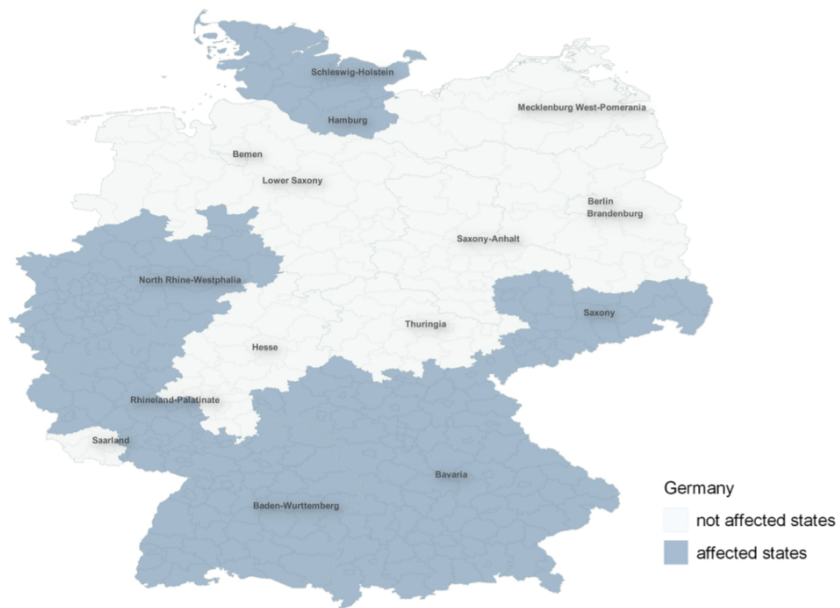 Schleswig-Holstein
Mecklenburg West-Pomerania
Hamburg
Bemen
Lower Saxony
Berlin
Brandenburg
Saxony-Anhalt
North Rhine-Westphalia
Saxony
Thuringia
Hesse
Rhineland-Palatinate
Saarland
Bavaria
Baden-Wurttemberg
Germany
not affected states
affected states